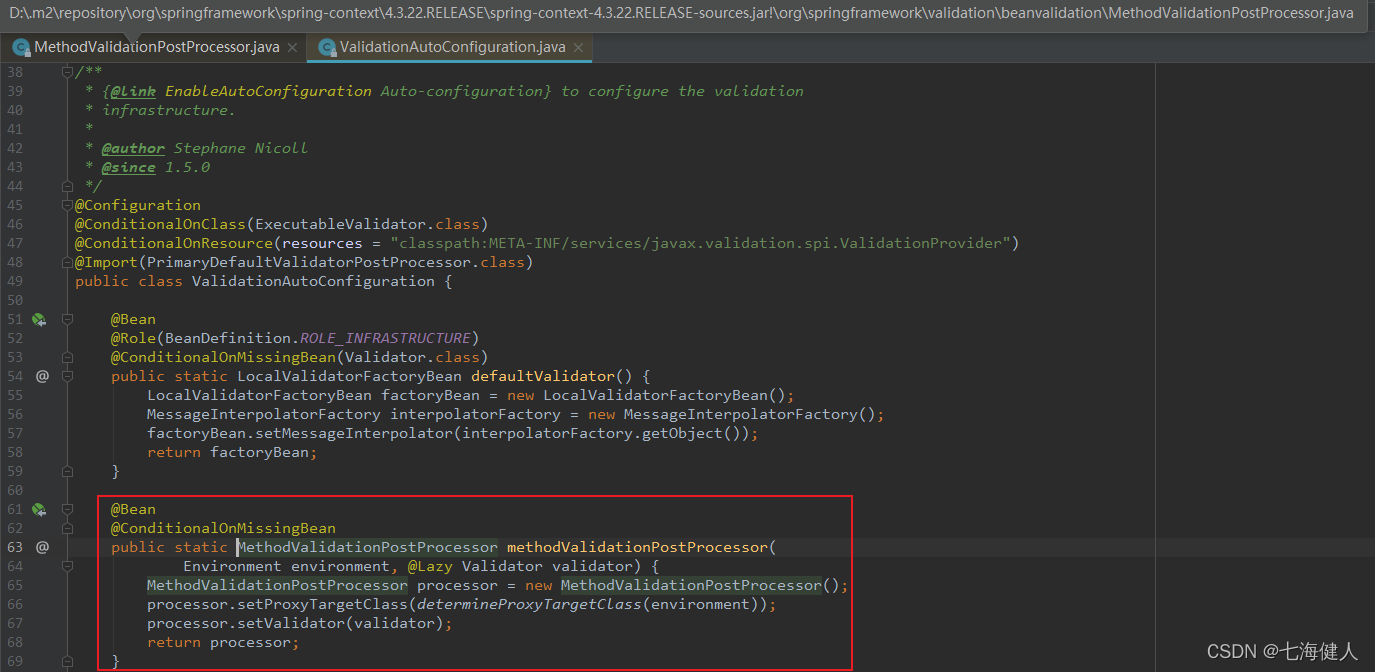 D:\.m2\repository\org\springframework\spring-context\4.3.22.RELEASE\spring-context-4.3.22.RELEASE-sources.jar!\org\springframework\validation\beanvalidation\MethodValidationPostProcessor.java
MethodValidationPostProcessor.java × ValidationAutoConfiguration.java ×
38 /**
39 * {@link EnableAutoConfiguration Auto-configuration} to configure the validation
40 * infrastructure.
41 *
42 * @author Stephane Nicoll
43 * @since 1.5.0
44 */
45 @Configuration
46 @ConditionalOnClass(ExecutableValidator.class)
47 @ConditionalOnResource(resources = "classpath:META-INF/services/javax.validation.spi.ValidationProvider")
48 @Import(PrimaryDefaultValidatorPostProcessor.class)
49 public class ValidationAutoConfiguration {
50
51 @Bean
52 @Role(BeanDefinition.ROLE_INFRASTRUCTURE)
53 @ConditionalOnMissingBean(Validator.class)
54 @ public static LocalValidatorFactoryBean defaultValidator() {
55 LocalValidatorFactoryBean factoryBean = new LocalValidatorFactoryBean();
56 MessageInterpolatorFactory interpolatorFactory = new MessageInterpolatorFactory();
57 factoryBean.setMessageInterpolator(interpolatorFactory.getObject());
58 return factoryBean;
59 }
60
61 @Bean
62 @ConditionalOnMissingBean
63 @ public static MethodValidationPostProcessor methodValidationPostProcessor(
64 Environment environment, @Lazy Validator validator) {
65 MethodValidationPostProcessor processor = new MethodValidationPostProcessor();
66 processor.setProxyTargetClass(determineProxyTargetClass(environment));
67 processor.setValidator(validator);
68 return processor;
69 }
CSDN @七海健人